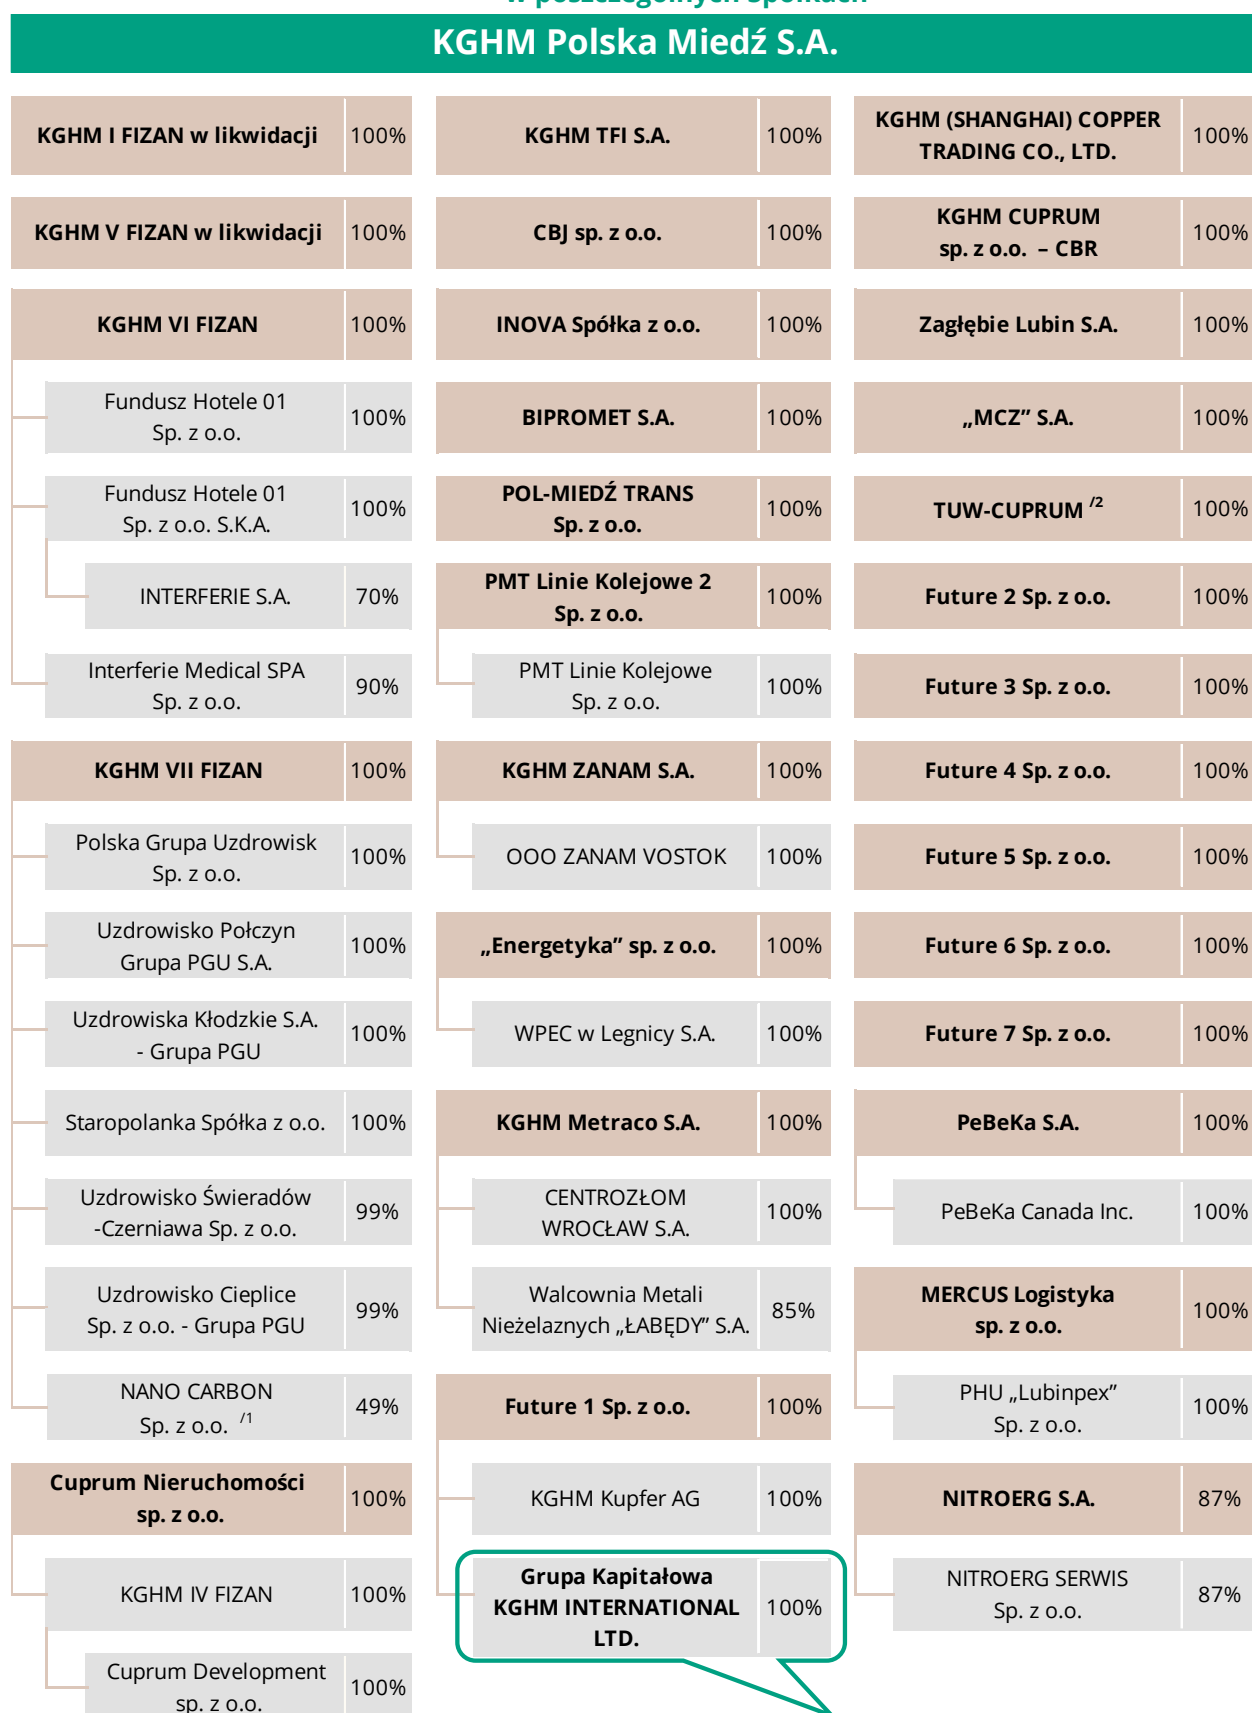 w poszczególnych Spółkach
KGHM Polska Miedź S.A.
KGHM I FIZAN w likwidacji 100%
KGHM V FIZAN w likwidacji 100%
KGHM VI FIZAN 100%
Fundusz Hotele 01
Sp. z o.o. 100%
Fundusz Hotele 01
Sp. z o.o. S.K.A. 100%
INTERFERIE S.A. 70%
Interferie Medical SPA
Sp. z o.o. 90%
KGHM VII FIZAN 100%
Polska Grupa Uzdrowisk
Sp. z o.o. 100%
Uzdrowisko Połczyn
Grupa PGU S.A. 100%
Uzdrowiska Kłodzkie S.A.
- Grupa PGU 100%
Staropolanka Spółka z o.o. 100%
Uzdrowisko Świeradów
-Czerniawa Sp. z o.o. 99%
Uzdrowisko Cieplice
Sp. z o.o. - Grupa PGU 99%
NANO CARBON
Sp. z o.o. /1 49%
Cuprum Nieruchomości
sp. z o.o. 100%
KGHM IV FIZAN 100%
Cuprum Development
sp. z o.o. 100%
KGHM TFI S.A. 100%
CBJ sp. z o.o. 100%
INOVA Spółka z o.o. 100%
BIPROMET S.A. 100%
POL-MIEDŹ TRANS
Sp. z o.o. 100%
PMT Linie Kolejowe 2
Sp. z o.o. 100%
PMT Linie Kolejowe
Sp. z o.o. 100%
KGHM ZANAM S.A. 100%
OOO ZANAM VOSTOK 100%
„Energetyka” sp. z o.o. 100%
WPEC w Legnicy S.A. 100%
KGHM Metraco S.A. 100%
CENTROZŁOM
WROCŁAW S.A. 100%
Walcownia Metali
Nieżelaznych „ŁABĘDY” S.A. 85%
Future 1 Sp. z o.o. 100%
KGHM Kupfer AG 100%
Grupa Kapitałowa
KGHM INTERNATIONAL
LTD. 100%
KGHM (SHANGHAI) COPPER
TRADING CO., LTD. 100%
KGHM CUPRUM
sp. z o.o. – CBR 100%
Zagłębie Lubin S.A. 100%
„MCZ” S.A. 100%
TUW-CUPRUM /2 100%
Future 2 Sp. z o.o. 100%
Future 3 Sp. z o.o. 100%
Future 4 Sp. z o.o. 100%
Future 5 Sp. z o.o. 100%
Future 6 Sp. z o.o. 100%
Future 7 Sp. z o.o. 100%
PeBeKa S.A. 100%
PeBeKa Canada Inc. 100%
MERCUS Logistyka
sp. z o.o. 100%
PHU „Lubinpex”
Sp. z o.o. 100%
NITROERG S.A. 87%
NITROERG SERWIS
Sp. z o.o. 87%